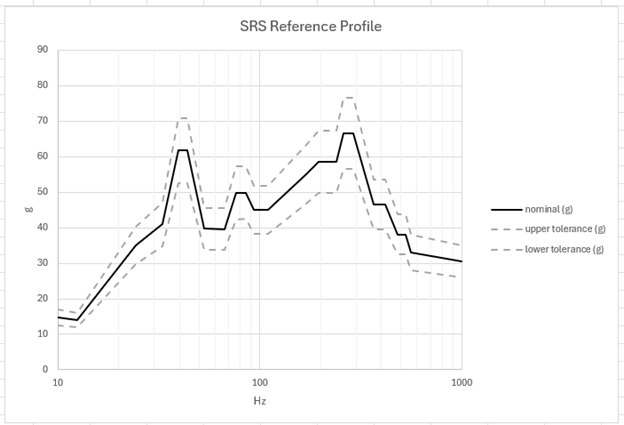 SRS Reference Profile
90
80
70
60
50
40
30
20
10
0
g
10 100 1000
Hz
nominal (g)
upper tolerance (g)
lower tolerance (g)